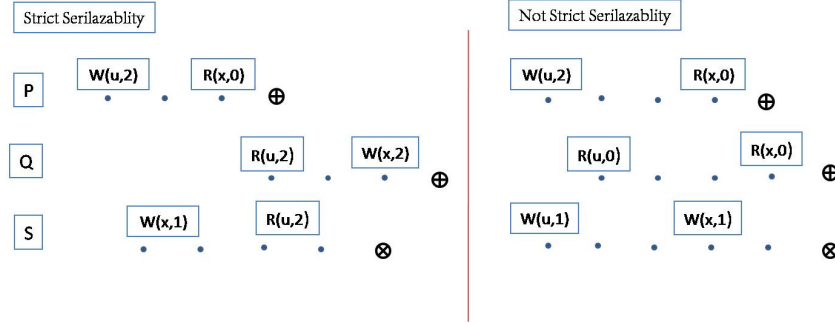 Strict Serilazablity
Not Strict Serilazablity
P
W(u,2) R(x,0)
W(u,2) R(x,0)
Q
R(u,2) W(x,2)
R(u,0) R(x,0)
S
W(x,1) R(u,2)
W(u,1) W(x,1)